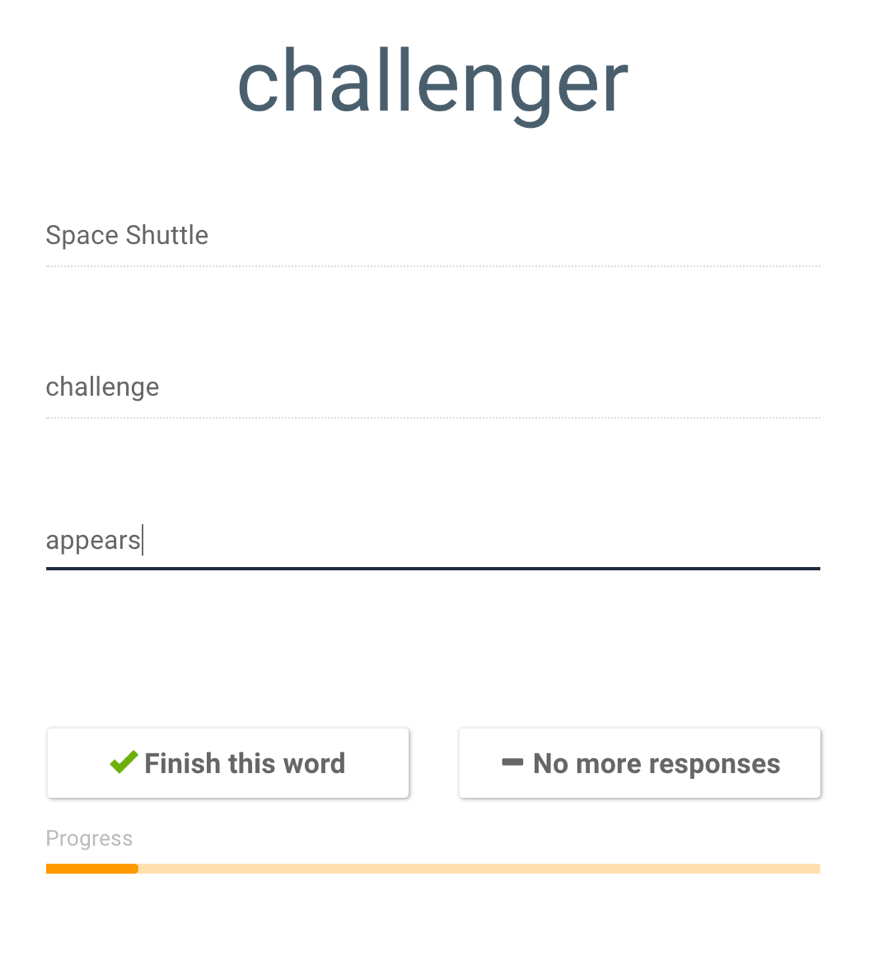 challenger
Space Shuttle
challenge
appears
Finish this word
No more responses
Progress